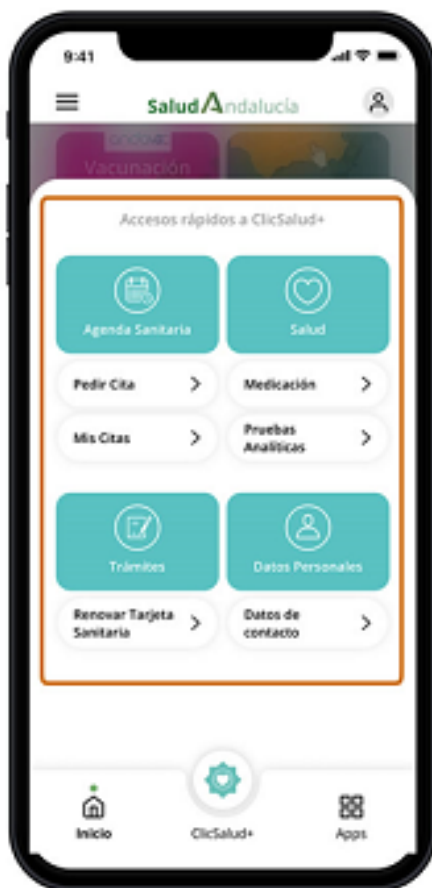 9:41
Salud Andalucía
Vacunación
Accesos rápidos a ClicSalud+
Agenda Sanitaria
Salud
Pedir Cita
Medicación
Mis Citas
Pruebas
Analíticas
Trámites
Datos Personales
Renovar Tarjeta
Sanitaria
Datos de
contacto
Inicio
ClicSalud+
Apps